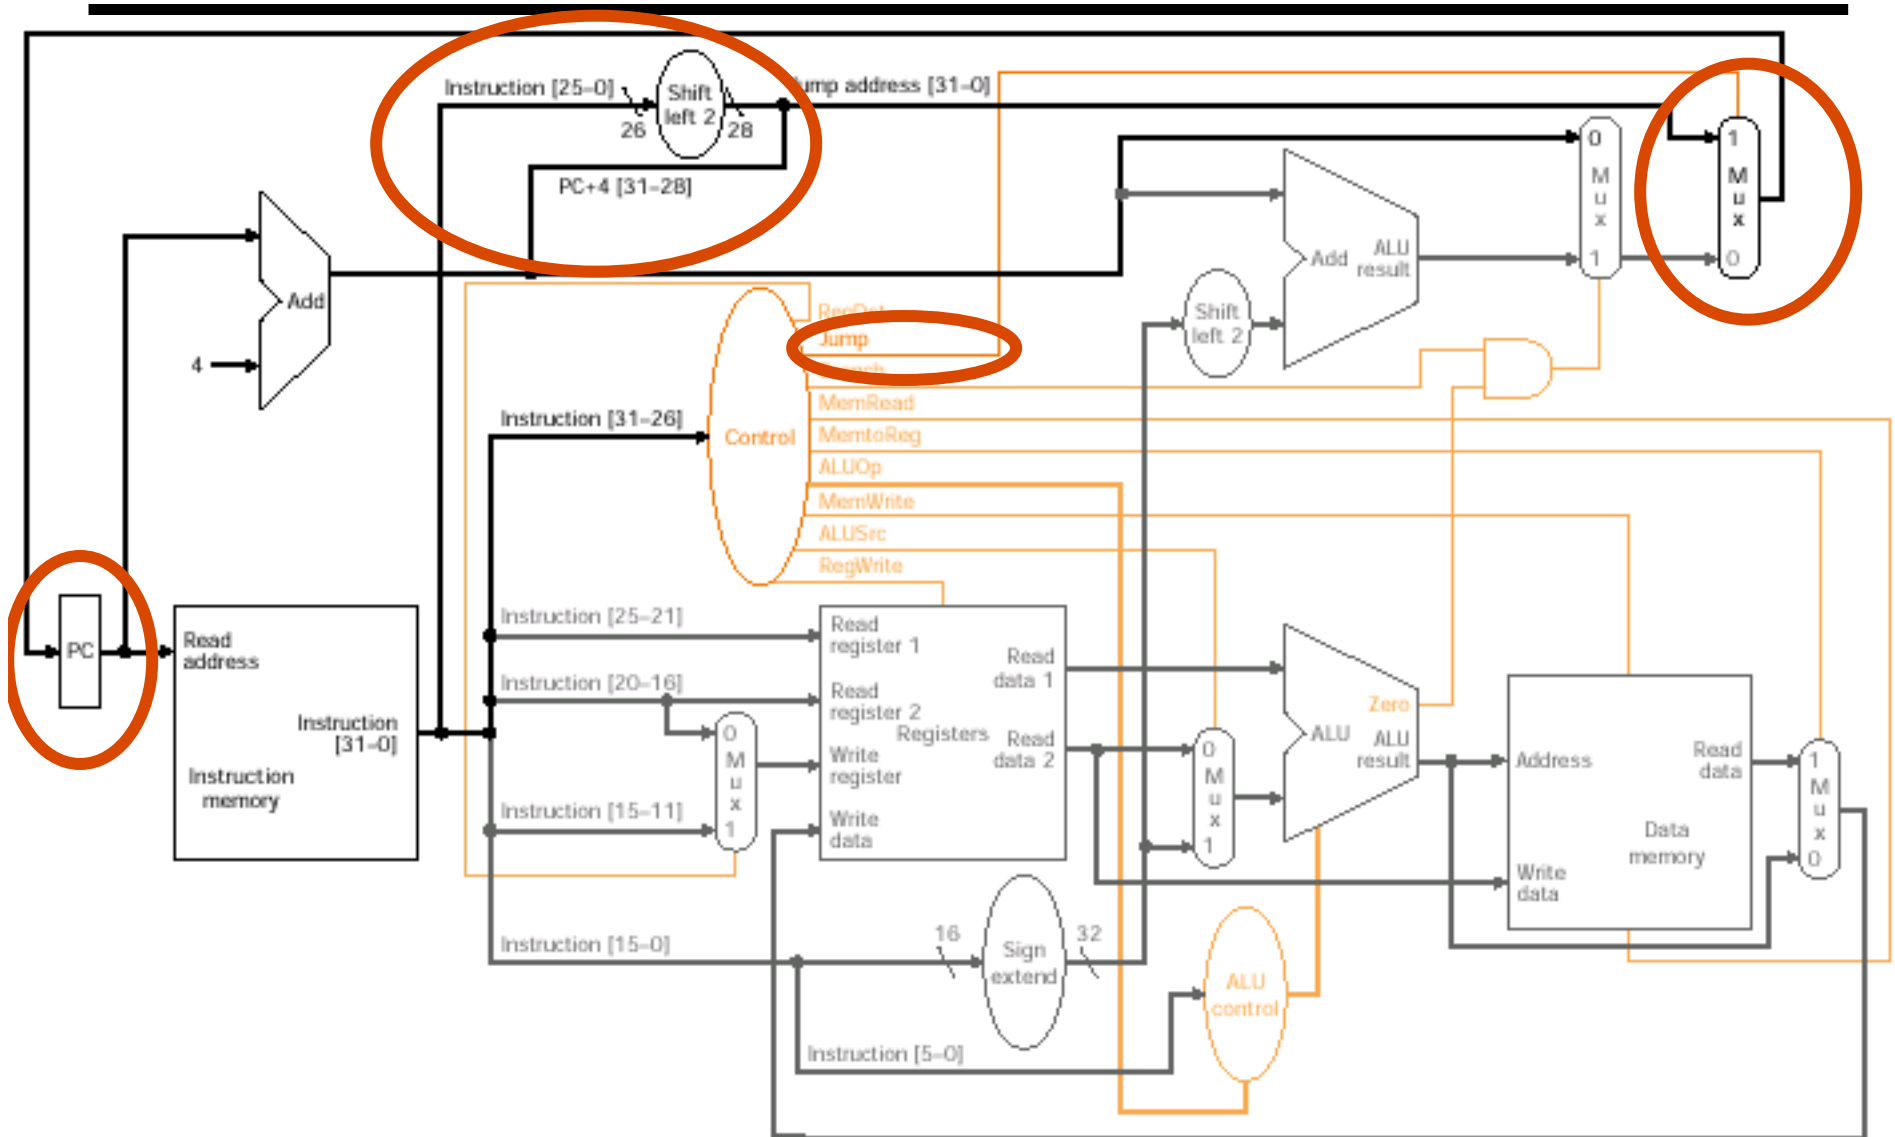 Instruction [25–0]
Shift
left 2
Jump address [31–0]
26
28
PC+4 [31–28]
0
M
u
x
1
1
M
u
x
0
Add
ALU
result
Add
4
Shift
left 2
RegDst
Jump
Branch
MemRead
MemtoReg
ALUOp
MemWrite
ALUSrc
RegWrite
Instruction [31–26]
Control
PC
Read
address
Instruction
[31–0]
Instruction
memory
Instruction [25–21]
Instruction [20–16]
Instruction [15–11]
0
M
u
x
1
Read
register 1
Read
register 2
Write
register
Write
data
Registers
Read
data 1
Read
data 2
0
M
u
x
1
Zero
ALU
ALU
result
Address
Read
data
Data
memory
Write
data
1
M
u
x
0
Instruction [15–0]
16
Sign
extend
32
ALU
control
Instruction [5–0]